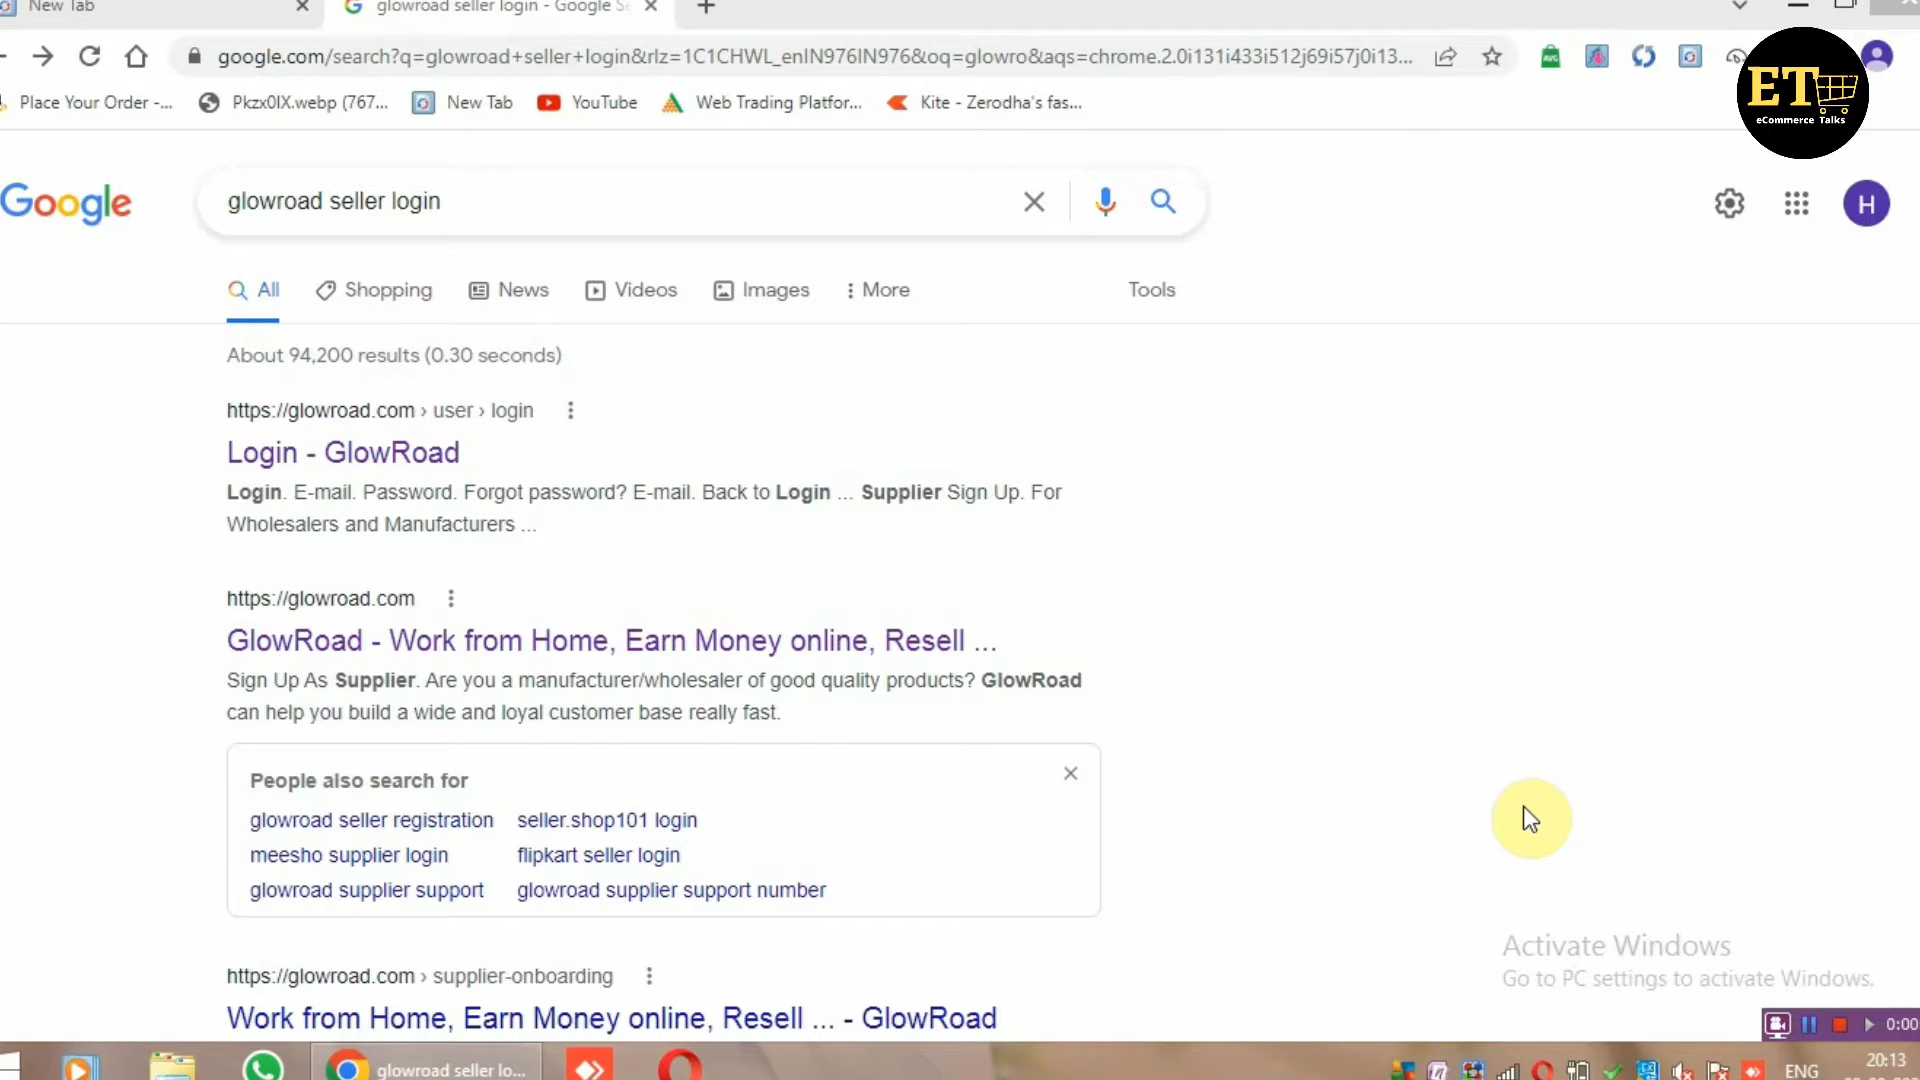 New Tab
glowroad seller login - Google Se
google.com/search?q=glowroad+seller+login&rlz=1C1CHWL_enIN976IN976&oq=glowro&aqs=chrome.2.0i131i433i512j69i57j0i13...
Place Your Order -...
Pkzx0IX.webp (767...
New Tab
YouTube
Web Trading Platfor...
Kite - Zerodha's fas...
AVG
ET
eCommerce Talks
Google
glowroad seller login
H
All
Shopping
News
Videos
Images
More
Tools
About 94,200 results (0.30 seconds)
https://glowroad.com › user › login
Login - GlowRoad
Login. E-mail. Password. Forgot password? E-mail. Back to Login ... Supplier Sign Up. For
Wholesalers and Manufacturers ...
https://glowroad.com
GlowRoad - Work from Home, Earn Money online, Resell ...
Sign Up As Supplier. Are you a manufacturer/wholesaler of good quality products? GlowRoad
can help you build a wide and loyal customer base really fast.
People also search for
glowroad seller registration
seller.shop101 login
meesho supplier login
flipkart seller login
glowroad supplier support
glowroad supplier support number
https://glowroad.com › supplier-onboarding
Work from Home, Earn Money online, Resell ... - GlowRoad
Activate Windows
Go to PC settings to activate Windows.
0:00
glowroad seller lo...
ENG
20:13